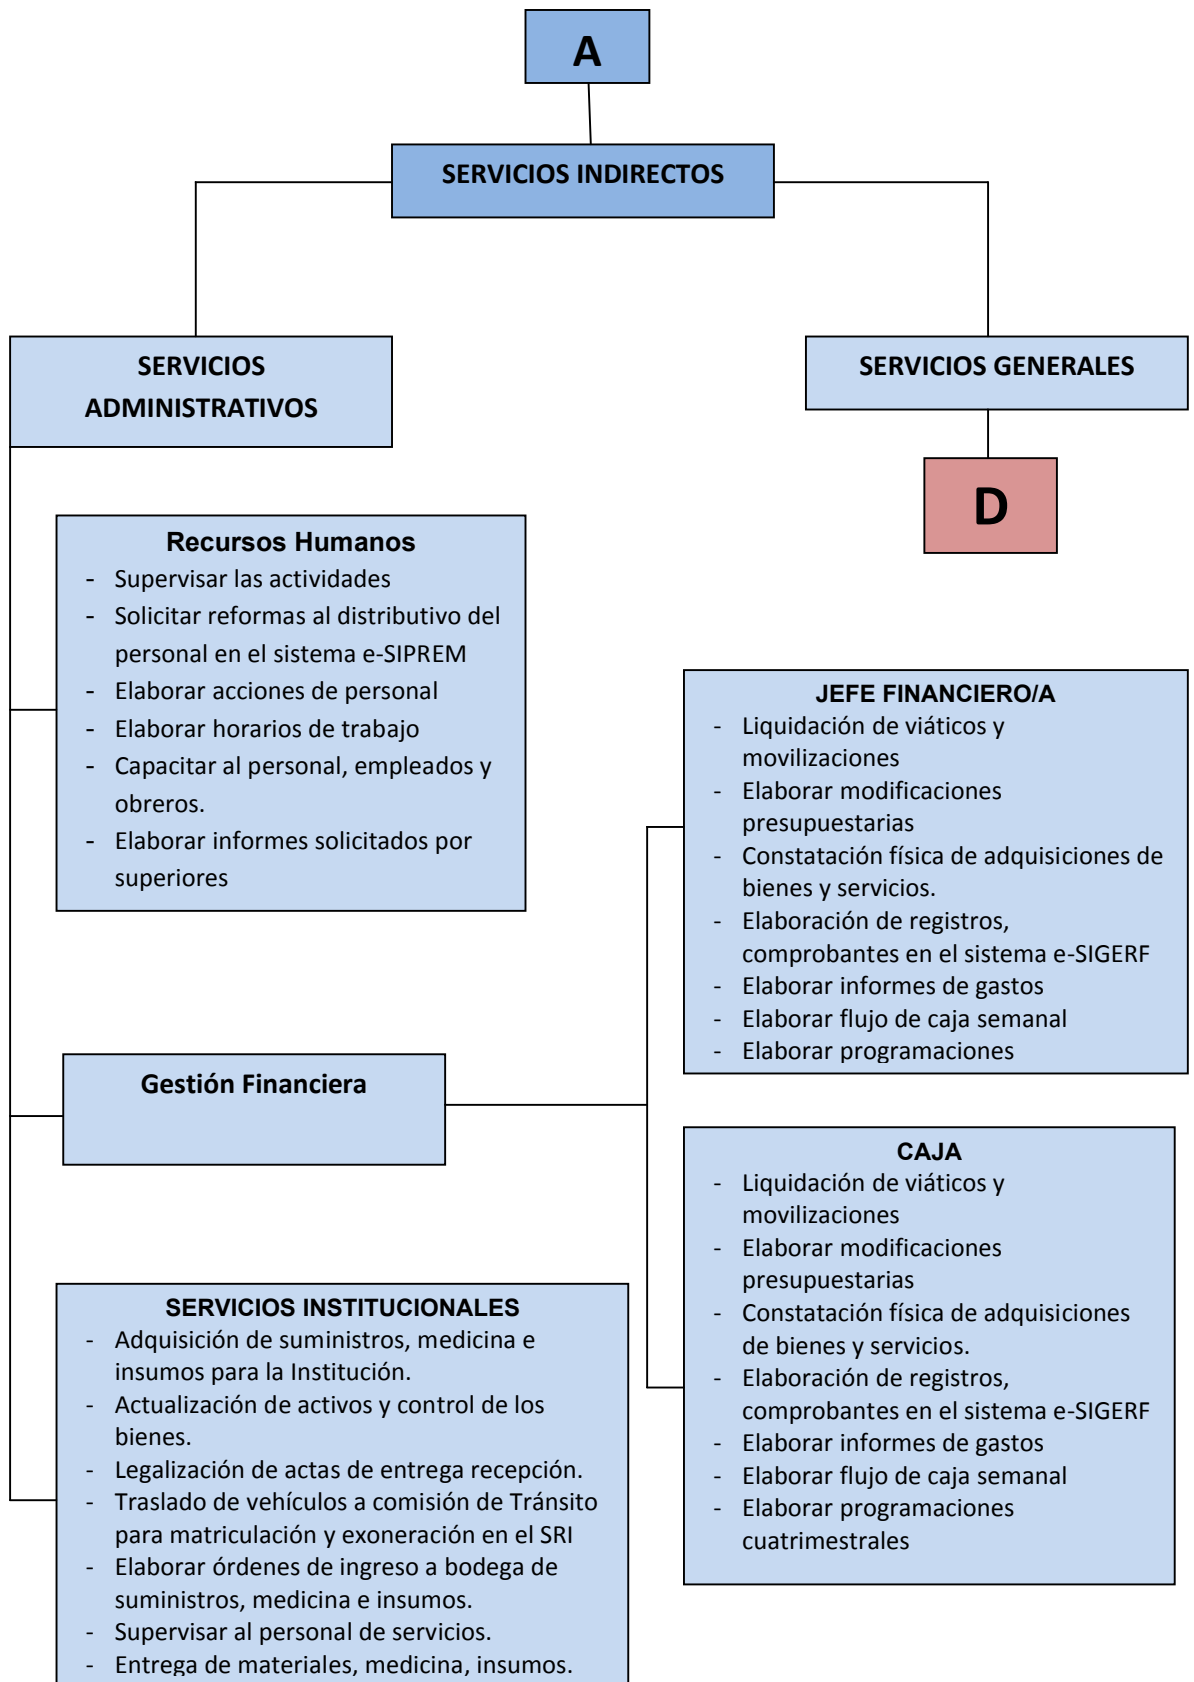 A
SERVICIOS INDIRECTOS
SERVICIOS
ADMINISTRATIVOS
SERVICIOS GENERALES
D
Recursos Humanos
- Supervisar las actividades
- Solicitar reformas al distributivo del
personal en el sistema e-SIPREM
- Elaborar acciones de personal
- Elaborar horarios de trabajo
- Capacitar al personal, empleados y
obreros.
- Elaborar informes solicitados por
superiores
JEFE FINANCIERO/A
- Liquidación de viáticos y
movilizaciones
- Elaborar modificaciones
presupuestarias
- Constatación física de adquisiciones de
bienes y servicios.
- Elaboración de registros,
comprobantes en el sistema e-SIGERF
- Elaborar informes de gastos
- Elaborar flujo de caja semanal
- Elaborar programaciones
Gestión Financiera
CAJA
- Liquidación de viáticos y
movilizaciones
- Elaborar modificaciones
presupuestarias
- Constatación física de adquisiciones
de bienes y servicios.
- Elaboración de registros,
comprobantes en el sistema e-SIGERF
- Elaborar informes de gastos
- Elaborar flujo de caja semanal
- Elaborar programaciones
cuatrimestrales
SERVICIOS INSTITUCIONALES
- Adquisición de suministros, medicina e
insumos para la Institución.
- Actualización de activos y control de los
bienes.
- Legalización de actas de entrega recepción.
- Traslado de vehículos a comisión de Tránsito
para matriculación y exoneración en el SRI
- Elaborar órdenes de ingreso a bodega de
suministros, medicina e insumos.
- Supervisar al personal de servicios.
- Entrega de materiales, medicina, insumos.